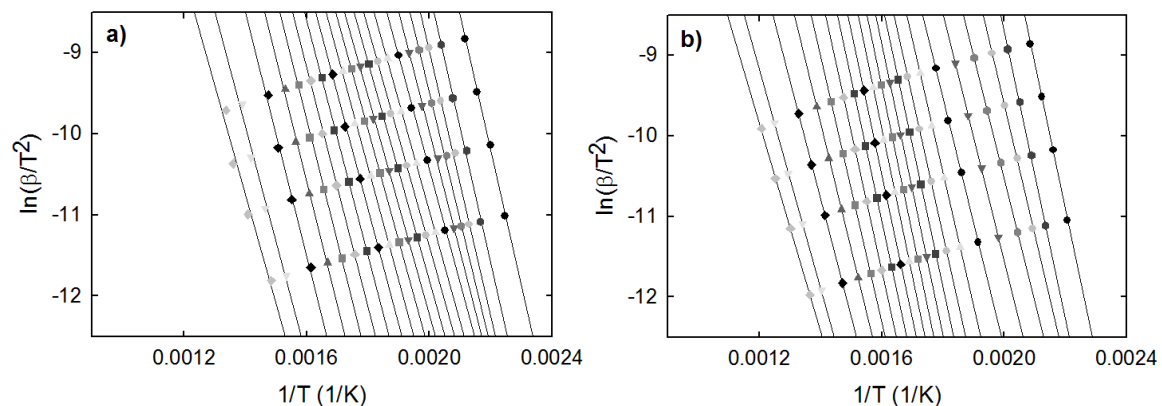 a)
-9
-10
-11
-12
ln(β/T2)
0.0012
0.0016
0.0020
0.0024
1/T (1/K)
b)
-9
-10
-11
-12
ln(β/T2)
0.0012
0.0016
0.0020
0.0024
1/T (1/K)